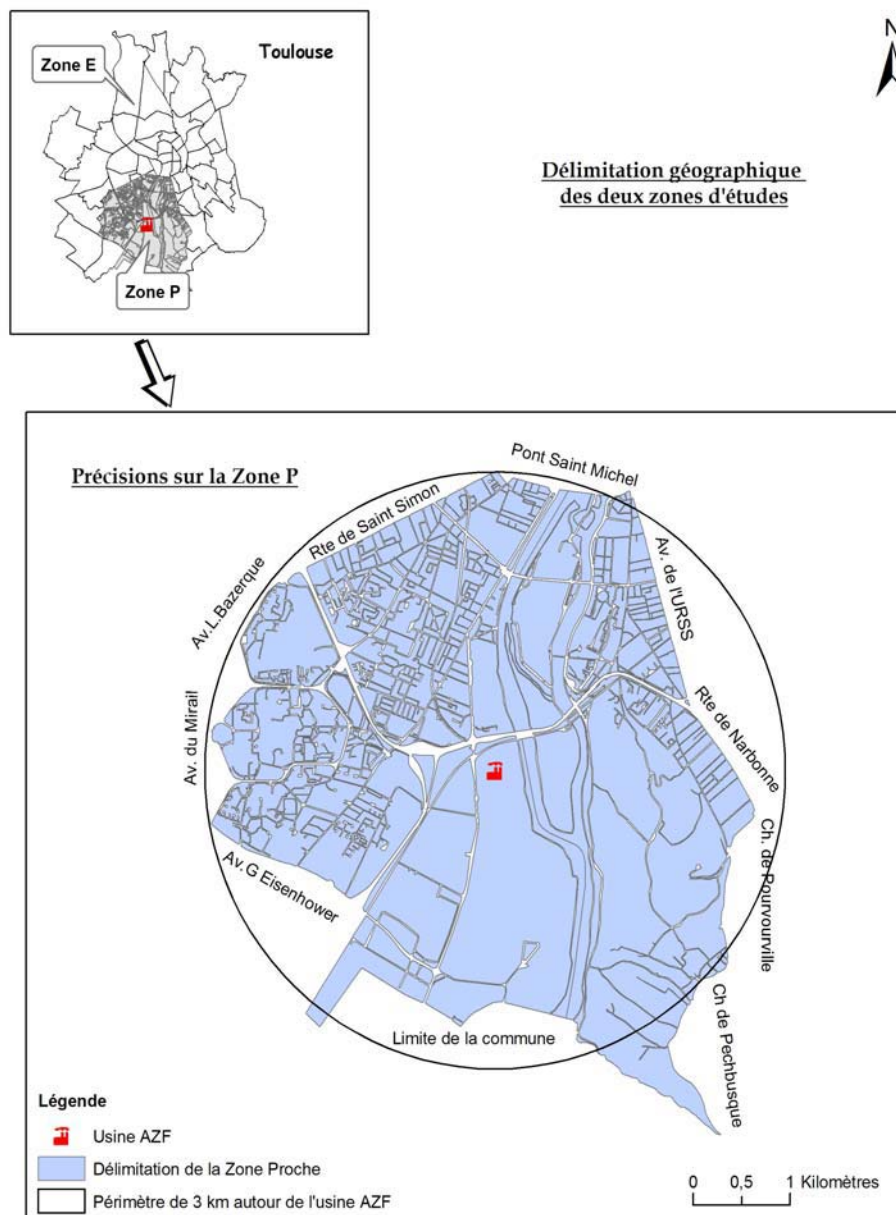 Toulouse
Zone E
Zone P
N
Délimitation géographique
des deux zones d'études
Précisions sur la Zone P
Pont Saint Michel
Rte de Saint Simon
Av. de l'URSS
Av.L.Bazerque
Rte de Narbonne
Av. du Mirail
Av.G Eisenhower
Ch. de Pourvourville
Ch de Pechbusque
Limite de la commune
Légende
Usine AZF
Délimitation de la Zone Proche
Périmètre de 3 km autour de l'usine AZF
0 0,5 1 Kilomètres